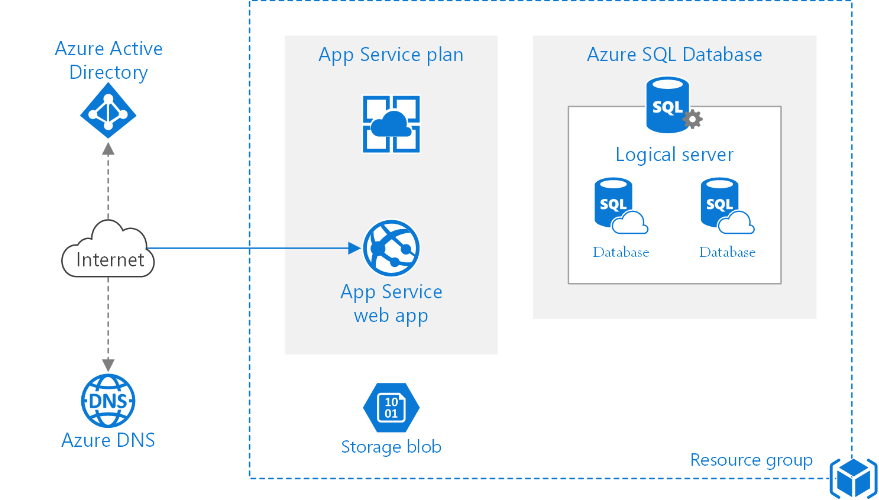 Azure Active
Directory
Internet
DNS
Azure DNS
App Service plan
App Service
web app
10
01
Storage blob
Azure SQL Database
SQL
Logical server
SQL
Database
SQL
Database
Resource group